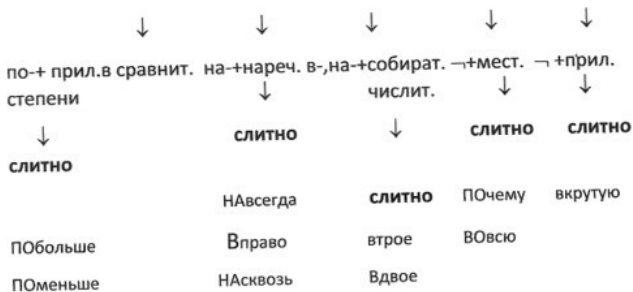 ↓ ↓ ↓ ↓ ↓
по-+ прил.в сравнит. на-+нареч. в-,на-+собират. ¬+мест. ¬ +прил.
степени ↓ числит. ↓ ↓
↓ слитно ↓ слитно слитно
слитно
НАвсегда слитно ПОчему вкрутую
ПОбольше Вправо втрое ВОвсю
ПОменьше НАсквозь Вдвое